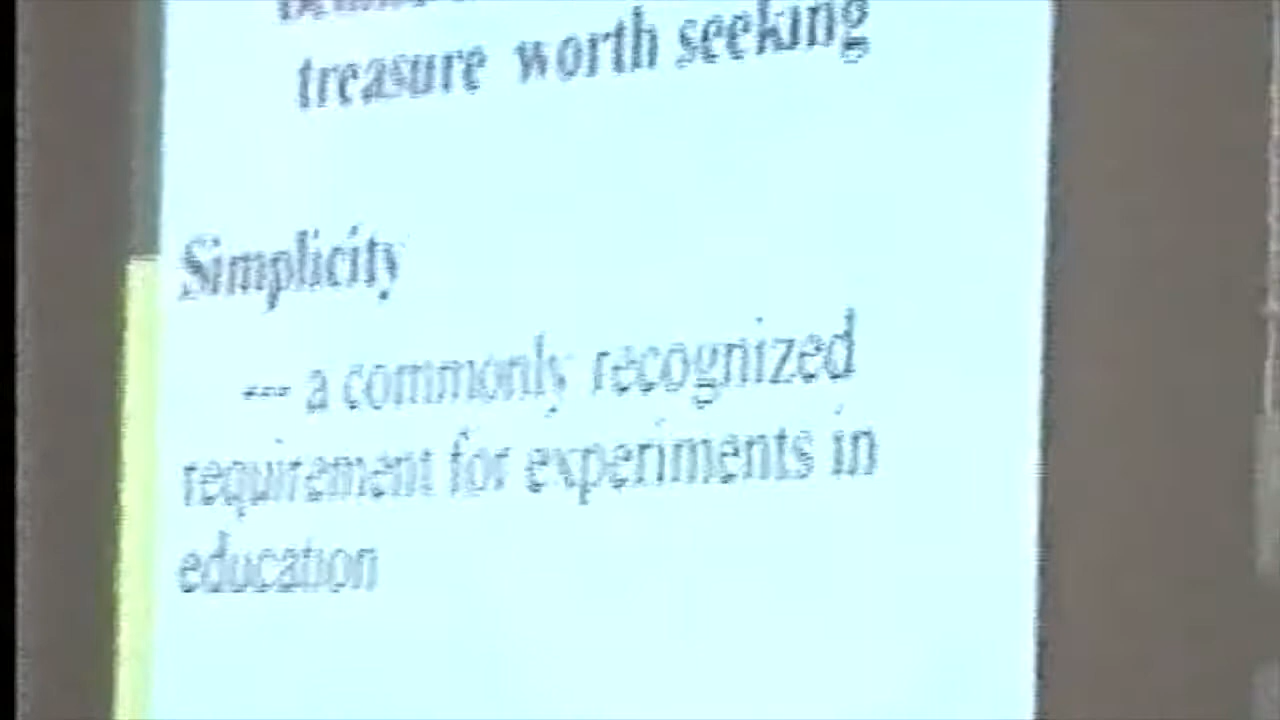 treasure worth seeking
Simplicity
--- a commonly recognized
requirement for experiments in
education